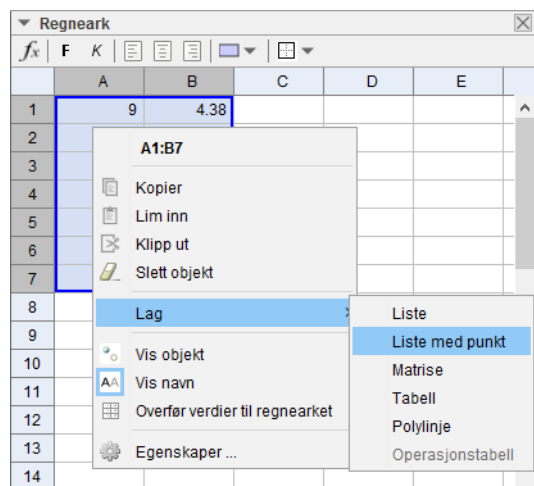 Regneark
fx F K
A B C D E
1 9 4.38
2
A1:B7
3
4 Kopier
5 Lim inn
6 Klipp ut
7 Slett objekt
8 Lag Liste
9 Liste med punkt
10 Vis objekt Matrise
11 AA Vis navn Tabell
12 Overfør verdier til regnearket Polylinje
13 Egenskaper ... Operasjonstabell
14